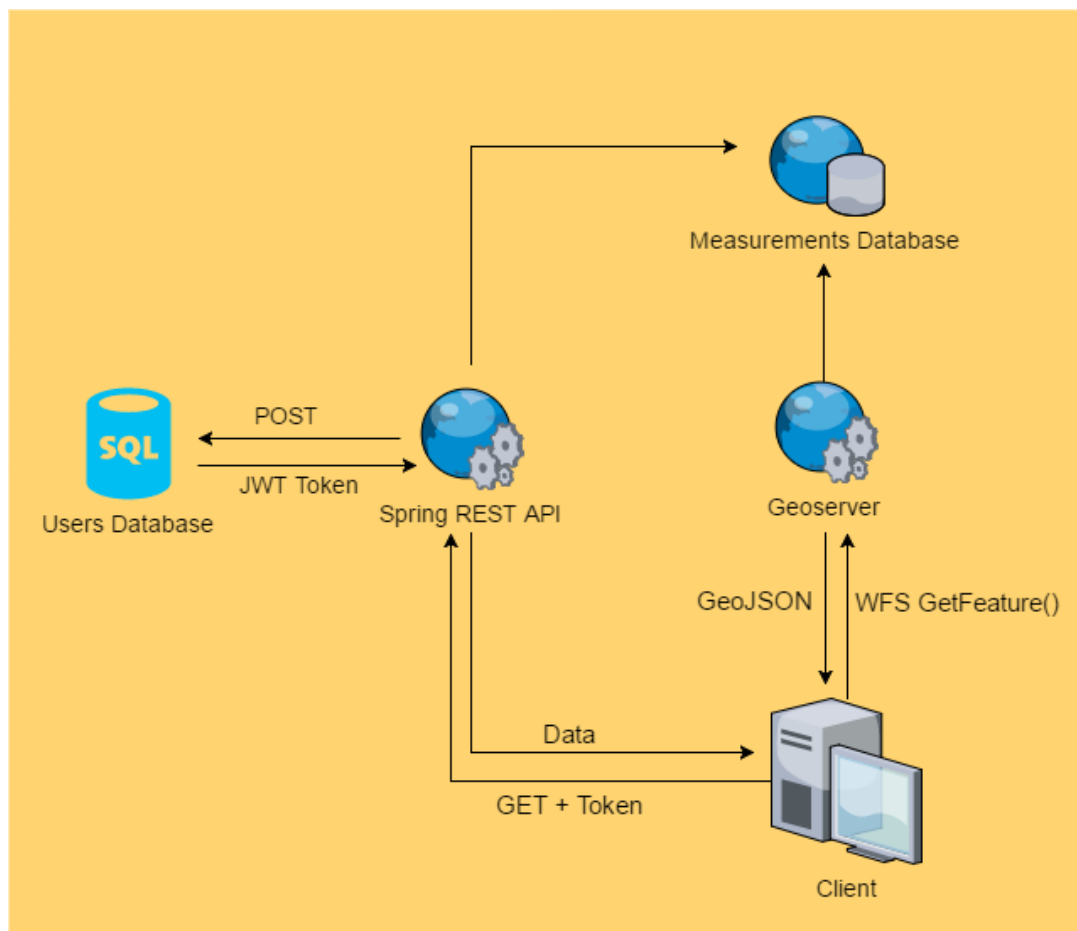 Measurements Database
POST
SQL
JWT Token
Users Database
Spring REST API
Geoserver
GeoJSON
WFS GetFeature()
Data
GET + Token
Client